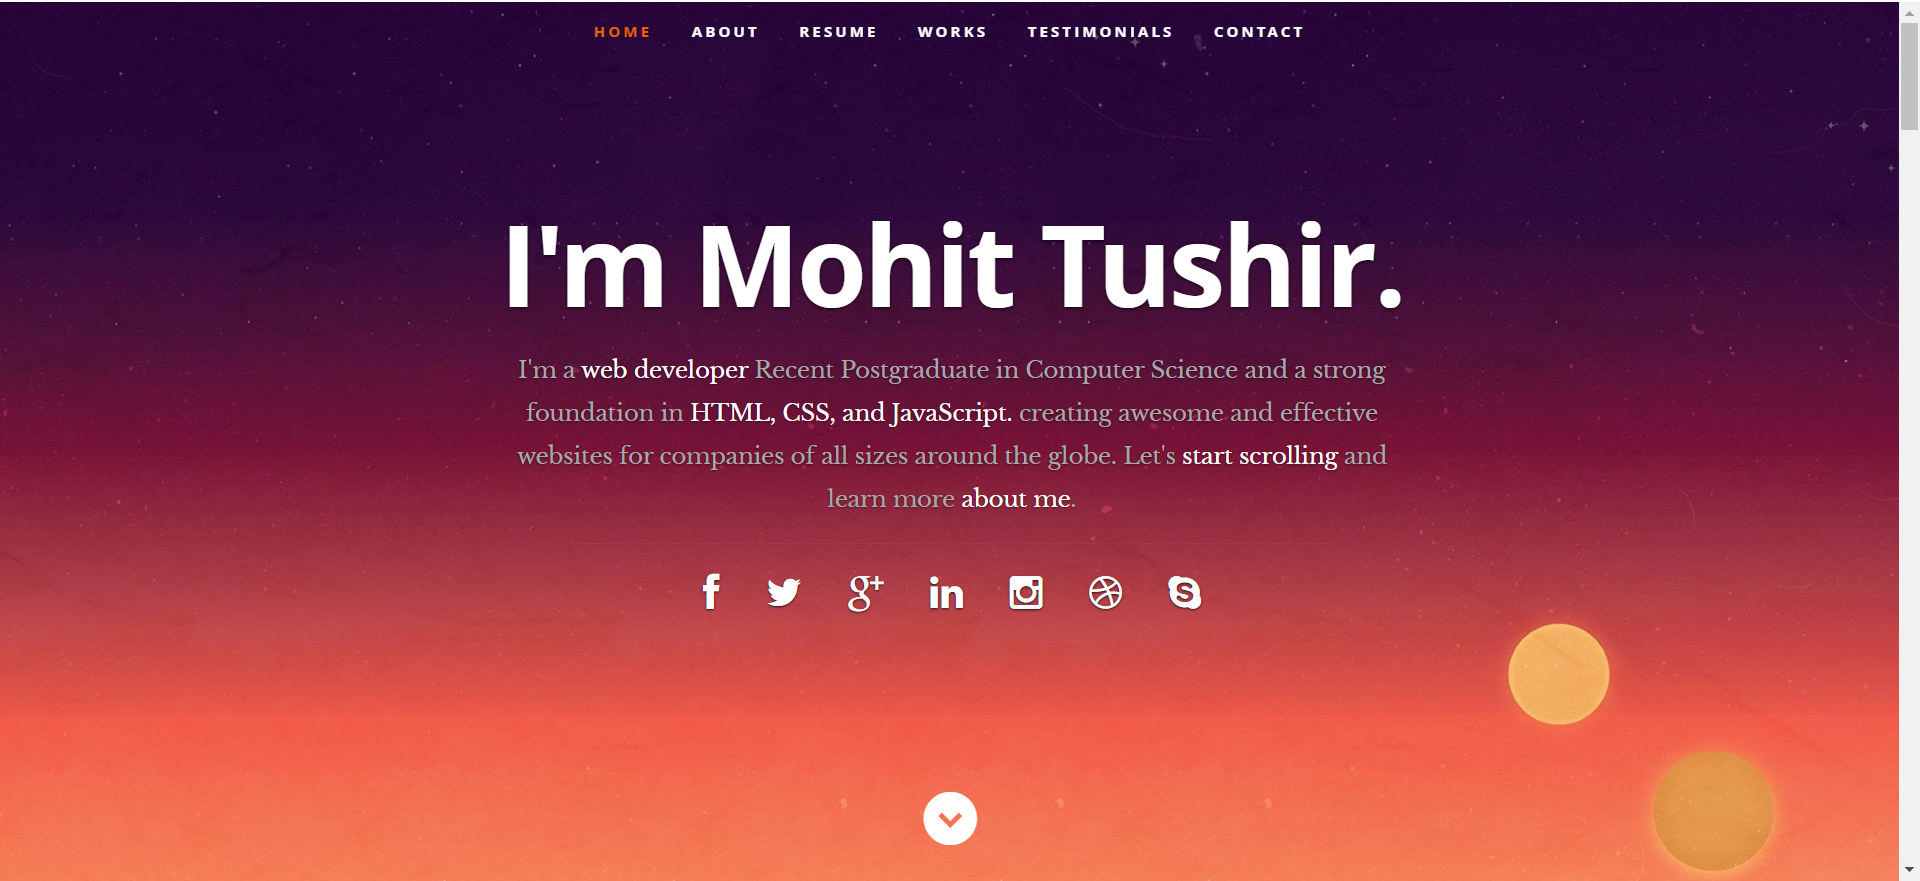 HOME ABOUT RESUME WORKS TESTIMONIALS CONTACT
I'm Mohit Tushir.
I'm a web developer Recent Postgraduate in Computer Science and a strong
foundation in HTML, CSS, and JavaScript. creating awesome and effective
websites for companies of all sizes around the globe. Let's start scrolling and
learn more about me.